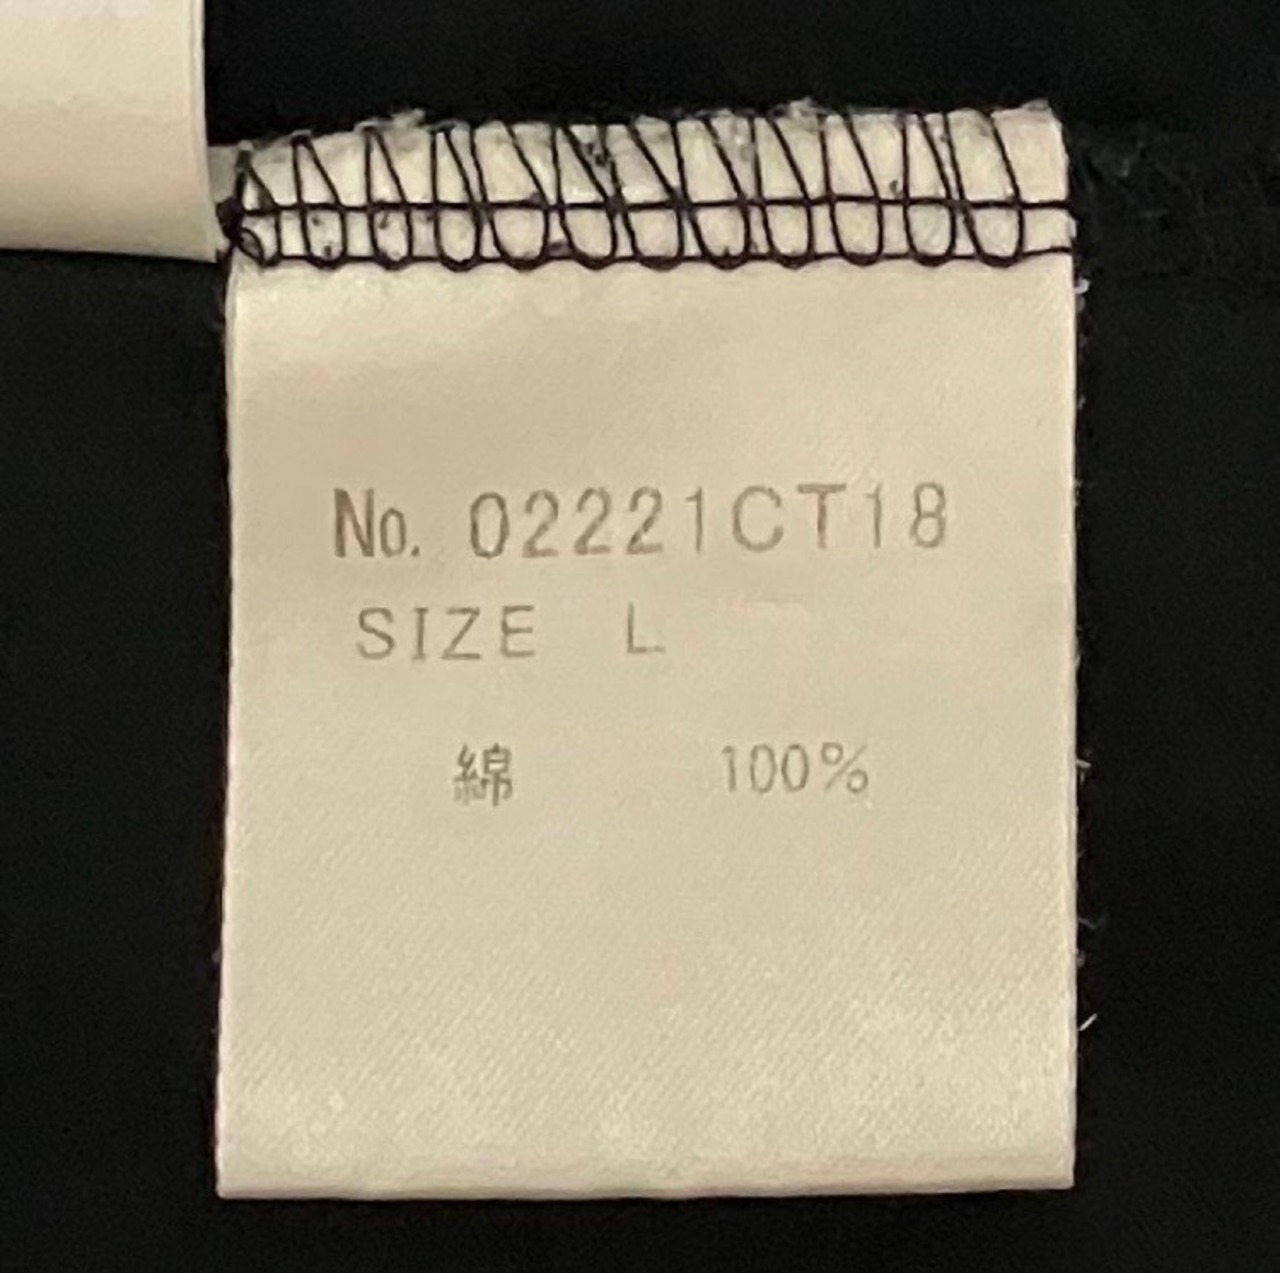 No. 02221CT18
SIZE L
綿 100%